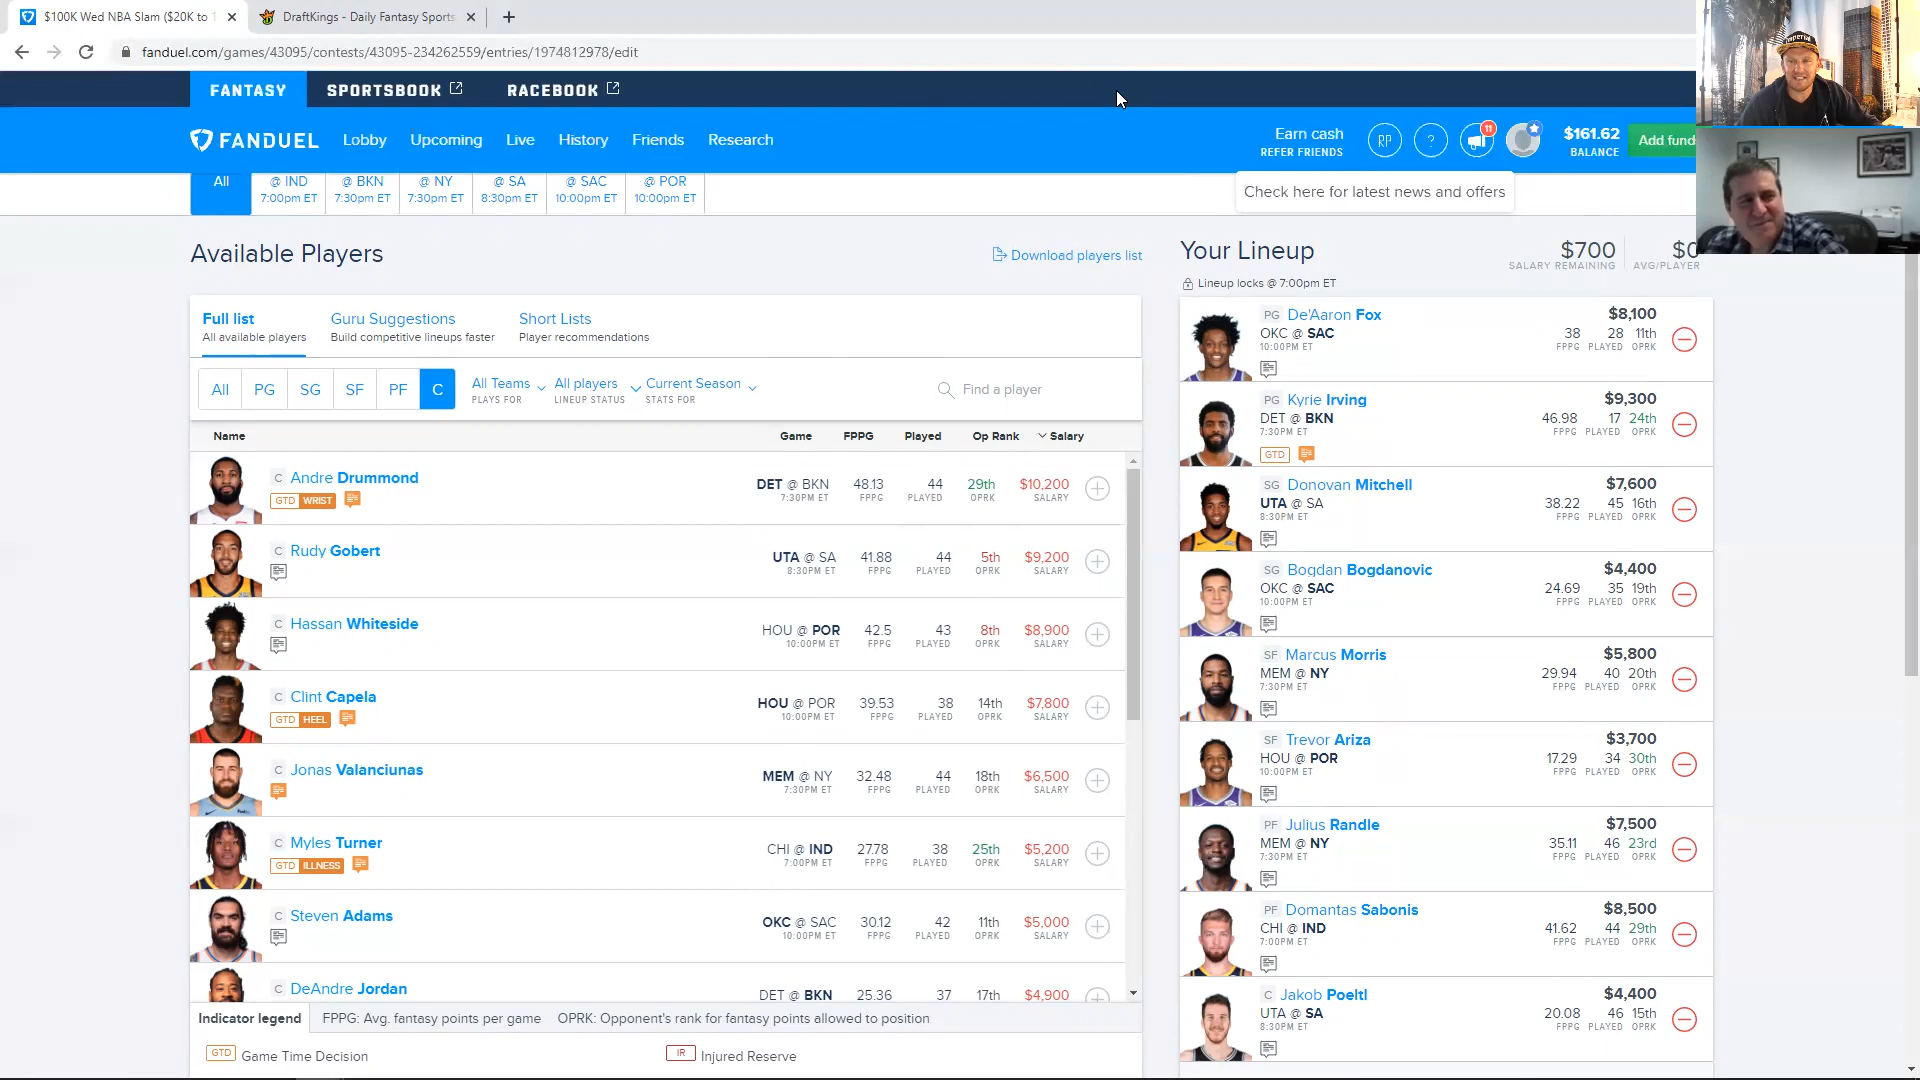 $100K Wed NBA Slam ($20K to 1
DraftKings - Daily Fantasy Sports
fanduel.com/games/43095/contests/43095-234262559/entries/1974812978/edit
FANTASY SPORTSBOOK RACEBOOK
FANDUEL Lobby Upcoming Live History Friends Research
Earn cash
REFER FRIENDS
RP ? 11
$161.62
BALANCE
Add fund
Check here for latest news and offers
All @ IND @ BKN @ NY @ SA @ SAC @ POR
7:00pm ET 7:30pm ET 7:30pm ET 8:30pm ET 10:00pm ET 10:00pm ET
Available Players
Download players list
Full list Guru Suggestions Short Lists
All available players Build competitive lineups faster Player recommendations
All PG SG SF PF C
All Teams All players Current Season
PLAYS FOR LINEUP STATUS STATS FOR
Find a player
Name Game FPPG Played Op Rank Salary
C Andre Drummond DET @ BKN 48.13 44 29th $10,200
GTD WRIST 7:30PM ET FPPG PLAYED OPRK SALARY
C Rudy Gobert UTA @ SA 41.88 44 5th $9,200
8:30PM ET FPPG PLAYED OPRK SALARY
C Hassan Whiteside HOU @ POR 42.5 43 8th $8,900
10:00PM ET FPPG PLAYED OPRK SALARY
C Clint Capela HOU @ POR 39.53 38 14th $7,800
GTD HEEL 10:00PM ET FPPG PLAYED OPRK SALARY
C Jonas Valanciunas MEM @ NY 32.48 44 18th $6,500
7:30PM ET FPPG PLAYED OPRK SALARY
C Myles Turner CHI @ IND 27.78 38 25th $5,200
GTD ILLNESS 7:00PM ET FPPG PLAYED OPRK SALARY
C Steven Adams OKC @ SAC 30.12 42 11th $5,000
10:00PM ET FPPG PLAYED OPRK SALARY
C DeAndre Jordan DET @ BKN 25.36 37 17th $4,900
Indicator legend FPPG: Avg. fantasy points per game OPRK: Opponent's rank for fantasy points allowed to position
GTD Game Time Decision IR Injured Reserve
Your Lineup
$700 $0
SALARY REMAINING AVG/PLAYER
Lineup locks @ 7:00pm ET
PG De'Aaron Fox $8,100
OKC @ SAC 38 28 11th
10:00PM ET FPPG PLAYED OPRK
PG Kyrie Irving $9,300
DET @ BKN 46.98 17 24th
7:30PM ET FPPG PLAYED OPRK
GTD
SG Donovan Mitchell $7,600
UTA @ SA 38.22 45 16th
8:30PM ET FPPG PLAYED OPRK
SG Bogdan Bogdanovic $4,400
OKC @ SAC 24.69 35 19th
10:00PM ET FPPG PLAYED OPRK
SF Marcus Morris $5,800
MEM @ NY 29.94 40 20th
7:30PM ET FPPG PLAYED OPRK
SF Trevor Ariza $3,700
HOU @ POR 17.29 34 30th
10:00PM ET FPPG PLAYED OPRK
PF Julius Randle $7,500
MEM @ NY 35.11 46 23rd
7:30PM ET FPPG PLAYED OPRK
PF Domantas Sabonis $8,500
CHI @ IND 41.62 44 29th
7:00PM ET FPPG PLAYED OPRK
C Jakob Poeltl $4,400
UTA @ SA 20.08 46 15th
8:30PM ET FPPG PLAYED OPRK